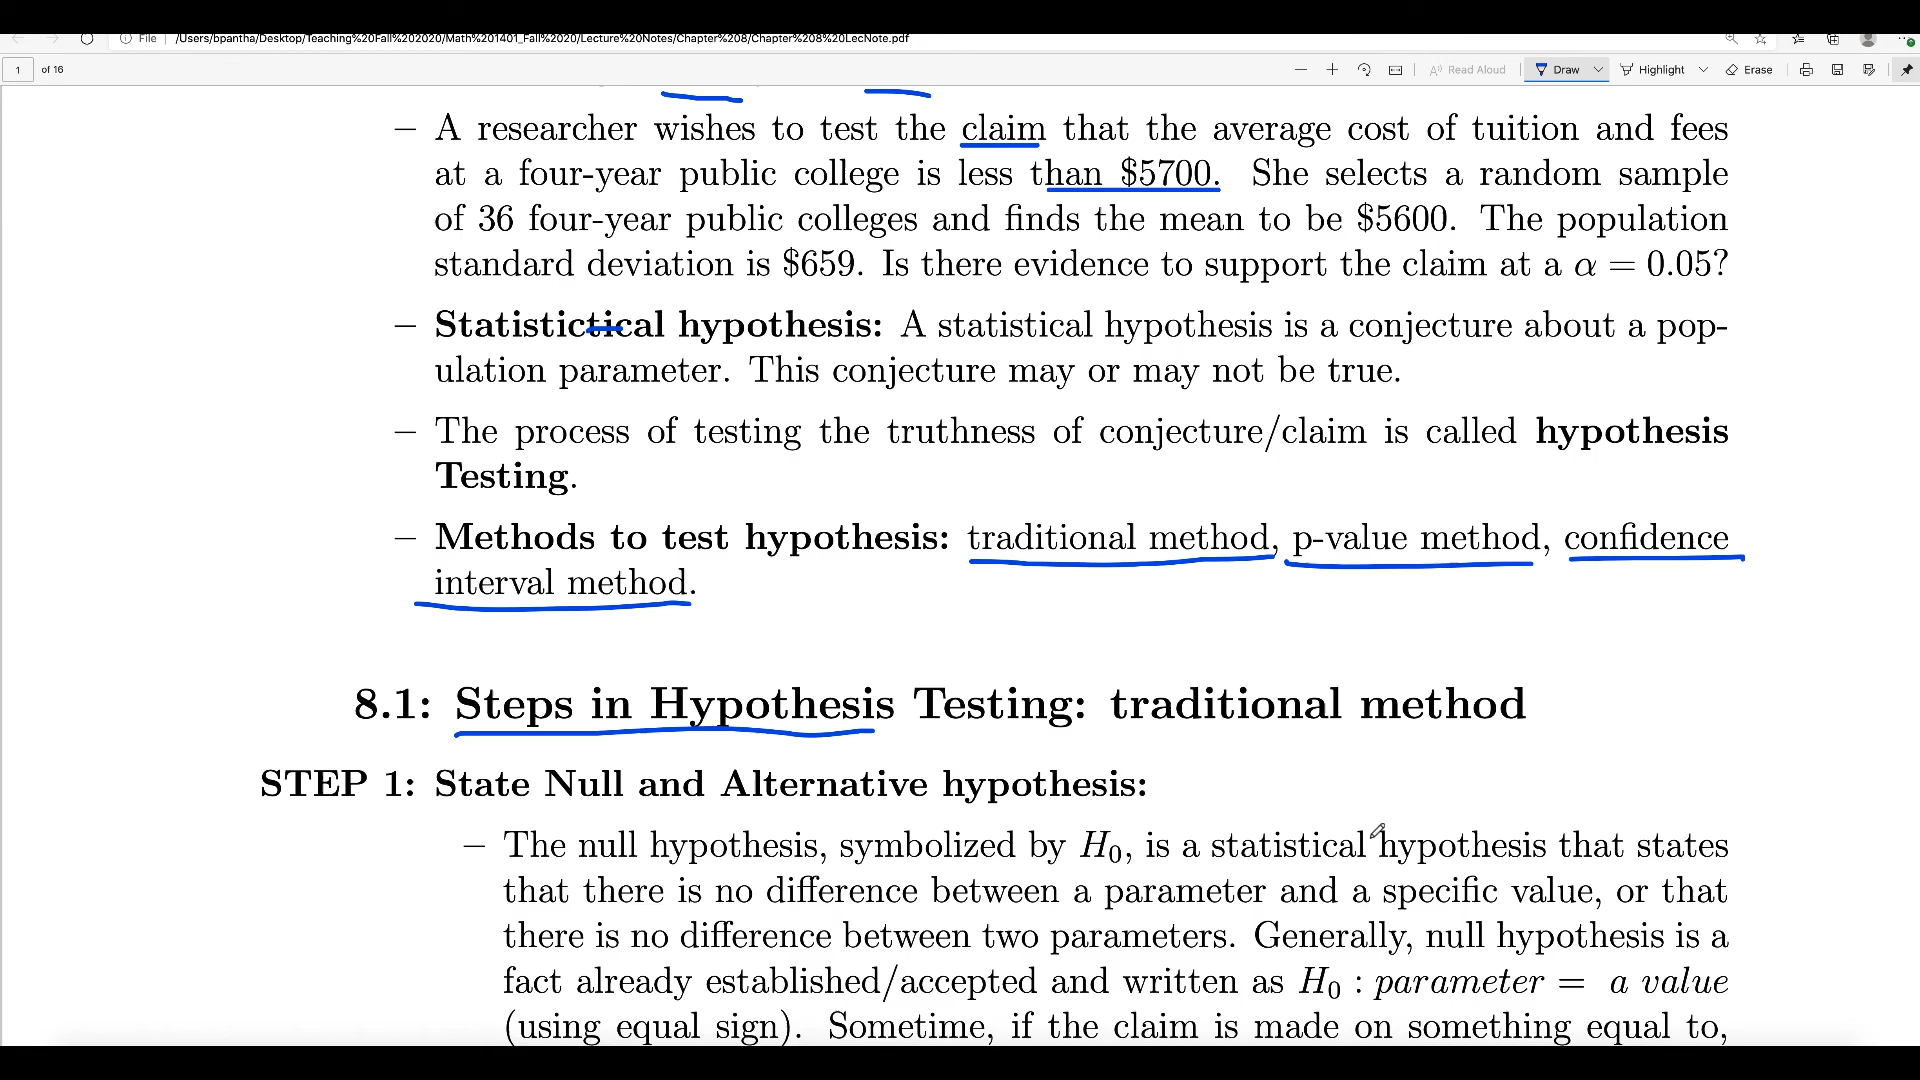 File | /Users/bpantha/Desktop/Teaching%20Fall%202020/Math%201401_Fall%2020/Lecture%20Notes/Chapter%208/Chapter%208%20LecNote.pdf
1 of 16 Read Aloud Draw Highlight Erase
– A researcher wishes to test the claim that the average cost of tuition and fees
at a four-year public college is less than $5700. She selects a random sample
of 36 four-year public colleges and finds the mean to be $5600. The population
standard deviation is $659. Is there evidence to support the claim at a α = 0.05?
– Statistictical hypothesis: A statistical hypothesis is a conjecture about a pop-
ulation parameter. This conjecture may or may not be true.
– The process of testing the truthness of conjecture/claim is called hypothesis
Testing.
– Methods to test hypothesis: traditional method, p-value method, confidence
interval method.
8.1: Steps in Hypothesis Testing: traditional method
STEP 1: State Null and Alternative hypothesis:
– The null hypothesis, symbolized by H₀, is a statistical hypothesis that states
that there is no difference between a parameter and a specific value, or that
there is no difference between two parameters. Generally, null hypothesis is a
fact already established/accepted and written as H₀ : parameter = a value
(using equal sign). Sometime, if the claim is made on something equal to,